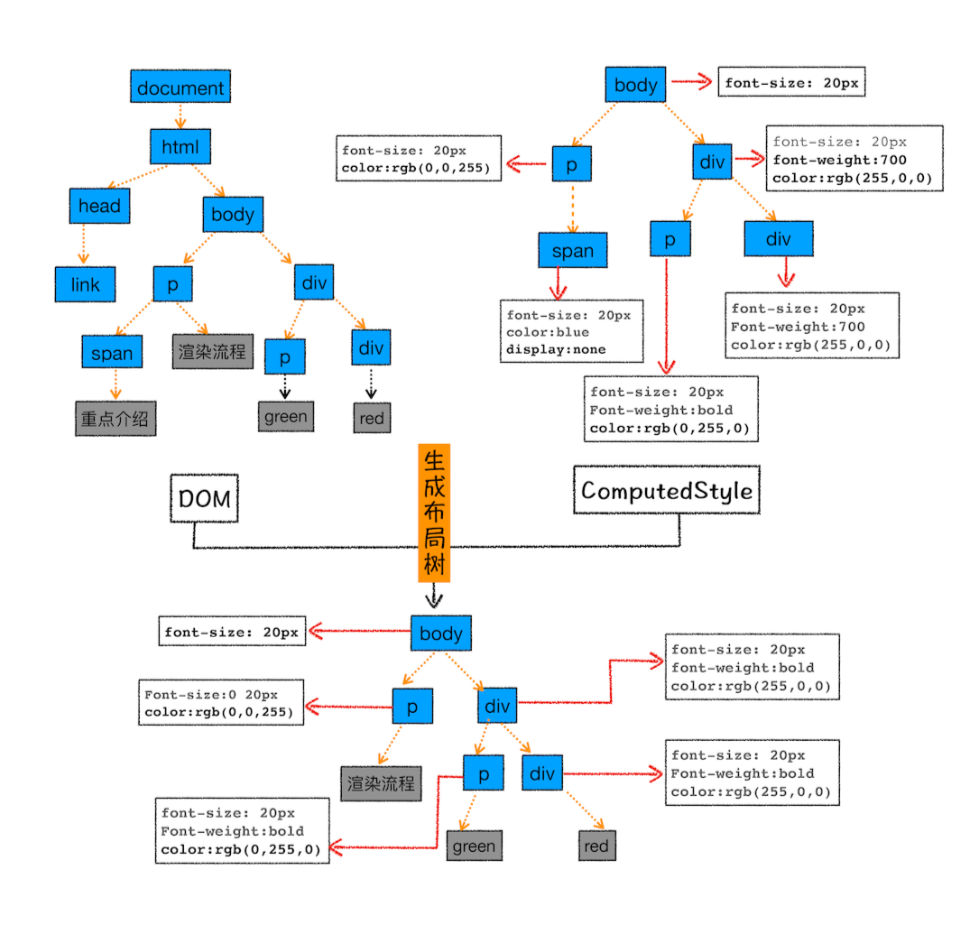 document
html
head
body
link
p
div
span
渲染流程
p
div
重点介绍
green
red
body
font-size: 20px
font-size: 20px
color:rgb(0,0,255)
p
div
font-size: 20px
font-weight:700
color:rgb(255,0,0)
span
p
div
font-size: 20px
color:blue
display:none
font-size: 20px
Font-weight:700
color:rgb(255,0,0)
font-size: 20px
Font-weight:bold
color:rgb(0,255,0)
DOM
生成布局树
ComputedStyle
font-size: 20px
body
font-size: 20px
font-weight:bold
color:rgb(255,0,0)
Font-size:0 20px
color:rgb(0,0,255)
p
div
渲染流程
p
div
font-size: 20px
Font-weight:bold
color:rgb(255,0,0)
font-size: 20px
Font-weight:bold
color:rgb(0,255,0)
green
red